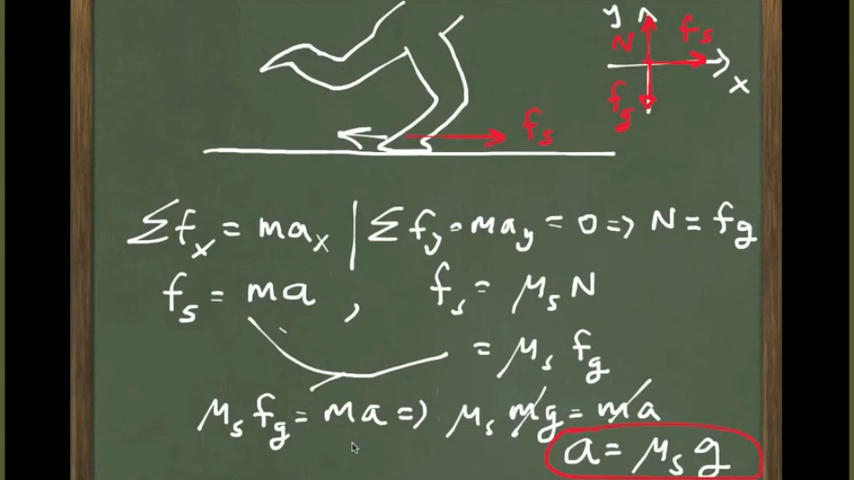 y
N fs
x
fg
fs
Σfx = max | Σfy = may = 0 => N = fg
fs = ma , fs = μs N
= μs fg
μs fg = ma => μs mg = ma
a = μs g